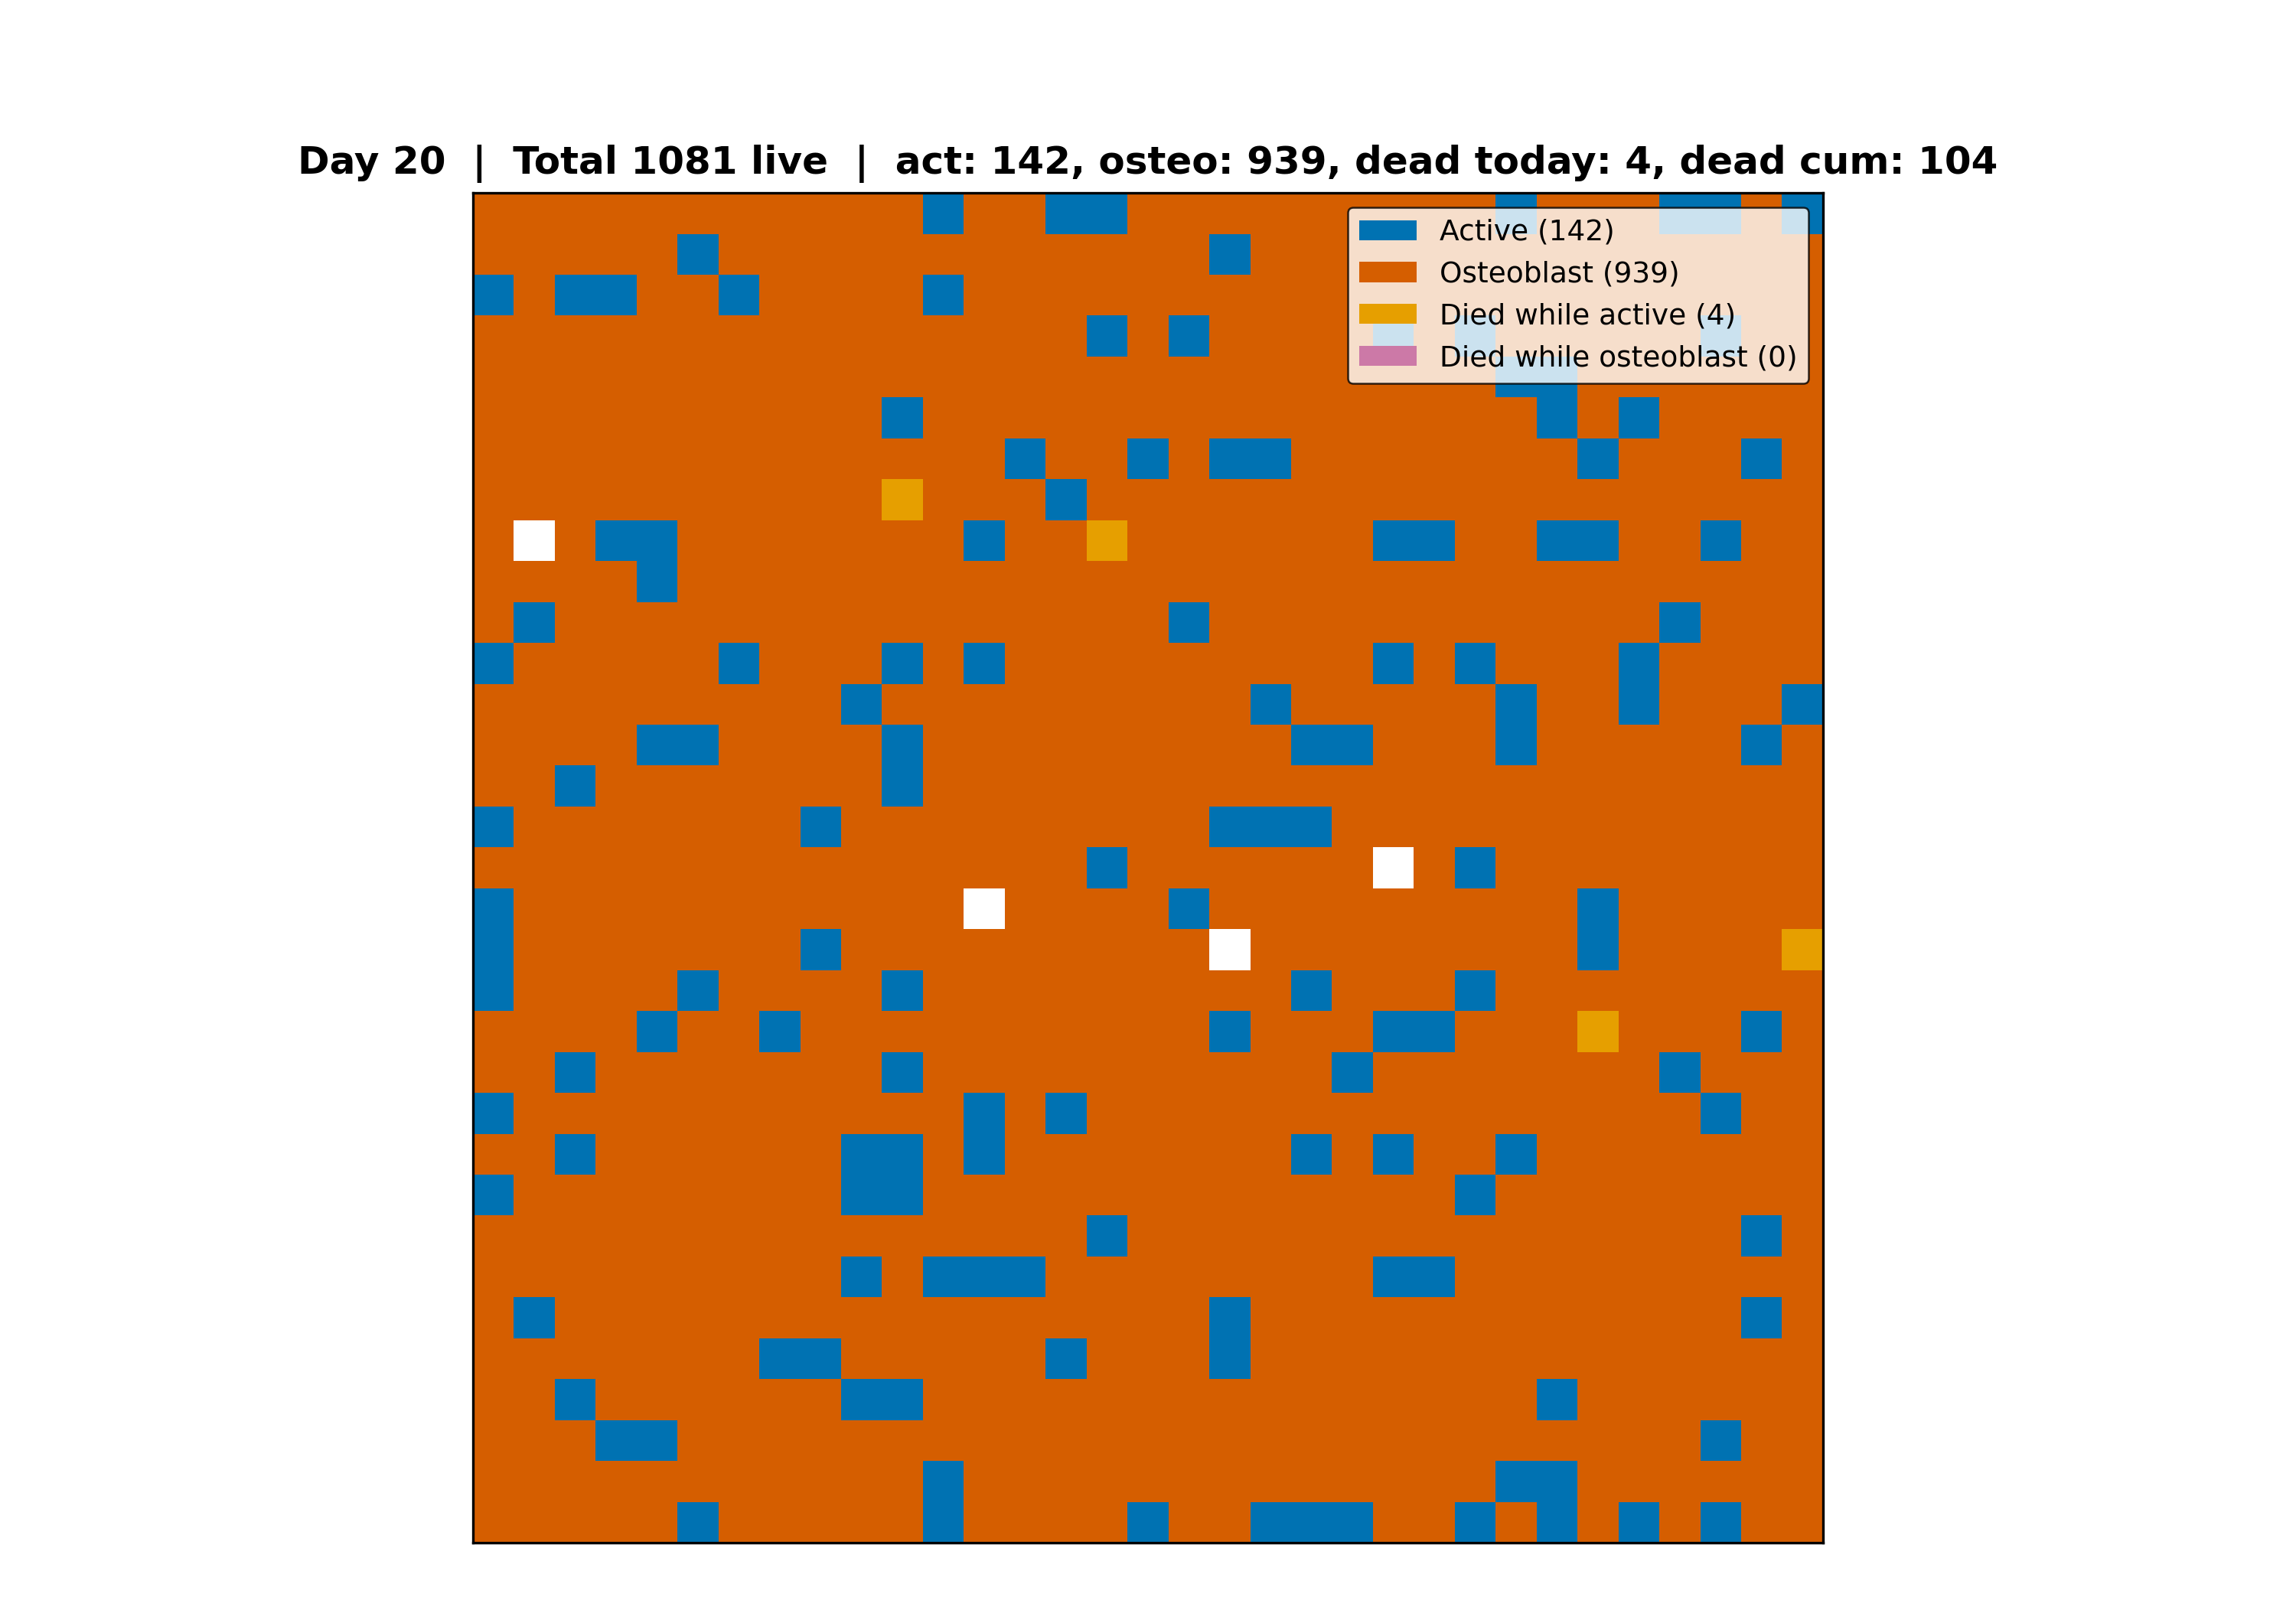 Day 20 | Total 1081 live | act: 142, osteo: 939, dead today: 4, dead cum: 104
Active (142)
Osteoblast (939)
Died while active (4)
Died while osteoblast (0)